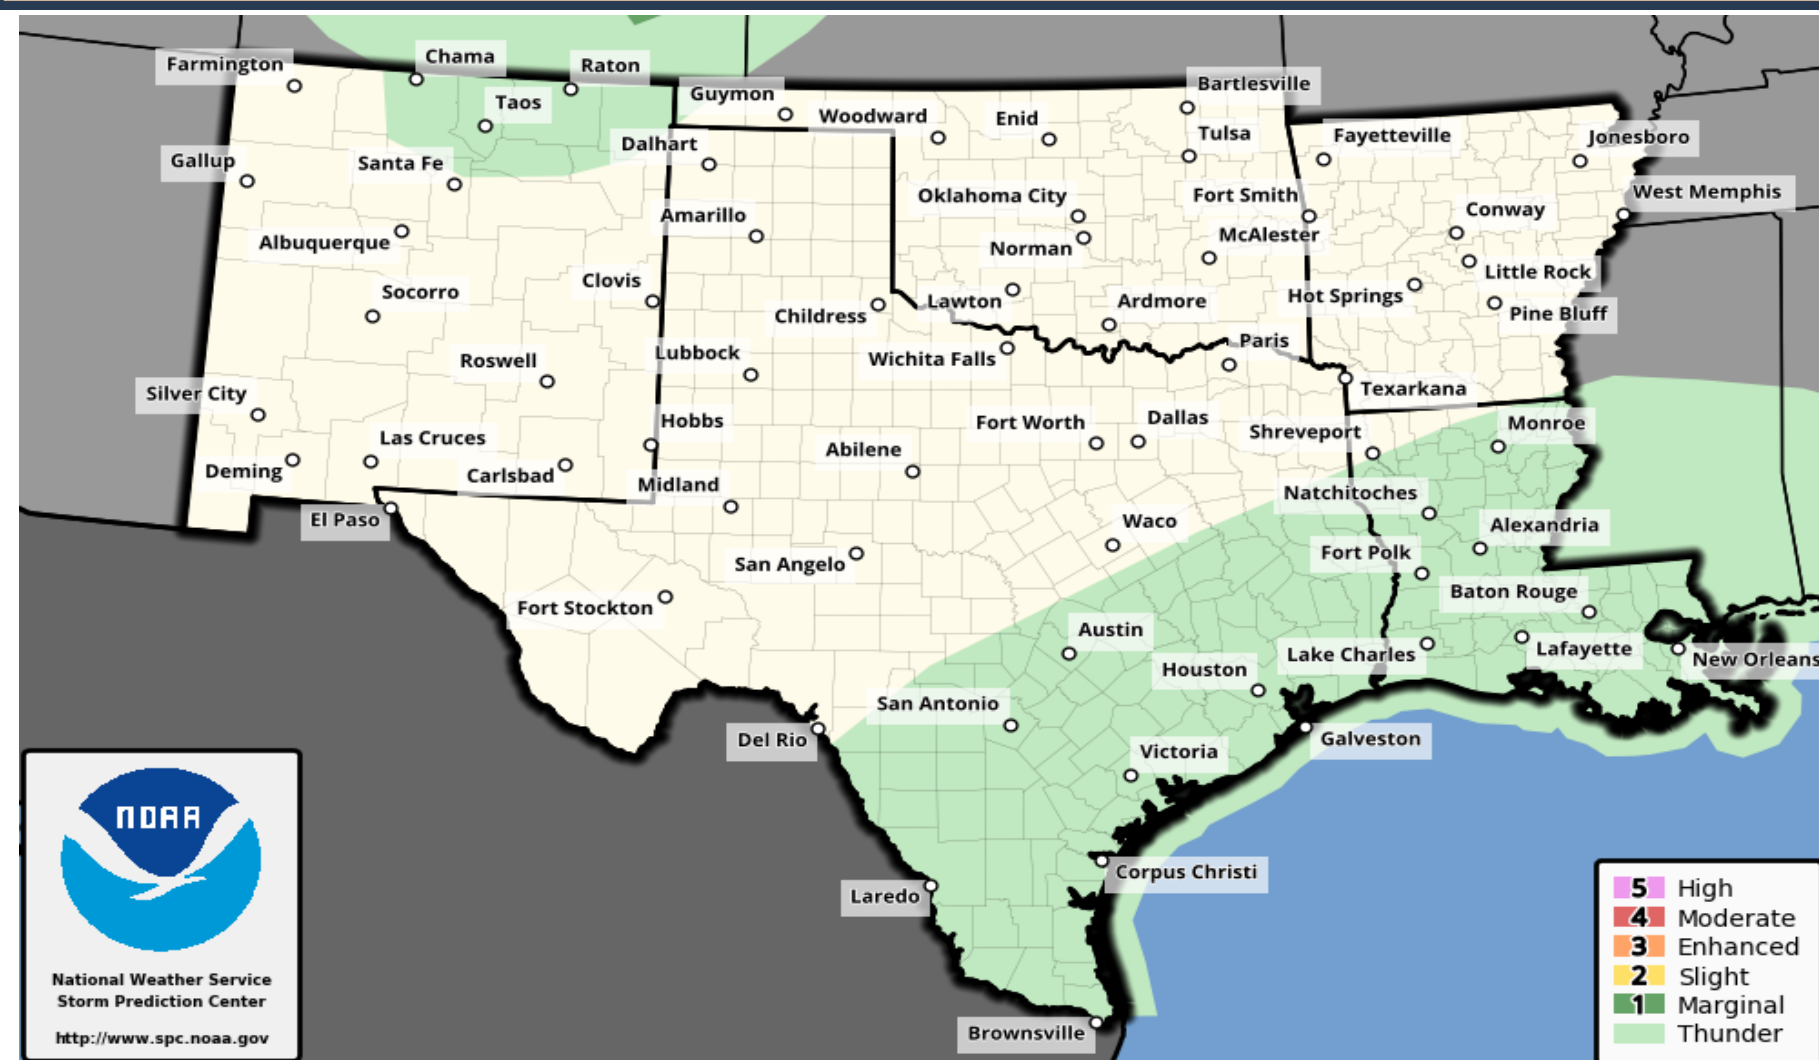 Farmington
Chama
Raton
Taos
Guymon
Woodward
Enid
Bartlesville
Tulsa
Fayetteville
Jonesboro
Gallup
Santa Fe
Dalhart
Oklahoma City
Fort Smith
West Memphis
Conway
Albuquerque
Amarillo
Norman
McAlester
Little Rock
Socorro
Clovis
Childress
Lawton
Ardmore
Hot Springs
Pine Bluff
Roswell
Lubbock
Wichita Falls
Paris
Texarkana
Silver City
Las Cruces
Hobbs
Abilene
Fort Worth
Dallas
Shreveport
Monroe
Deming
Carlsbad
Midland
Natchitoches
El Paso
San Angelo
Waco
Alexandria
Fort Polk
Fort Stockton
Austin
Baton Rouge
Houston
Lake Charles
Lafayette
New Orleans
San Antonio
Del Rio
Victoria
Galveston
Laredo
Corpus Christi
Brownsville
NOAA
National Weather Service
Storm Prediction Center
http://www.spc.noaa.gov
5 High
4 Moderate
3 Enhanced
2 Slight
1 Marginal
Thunder